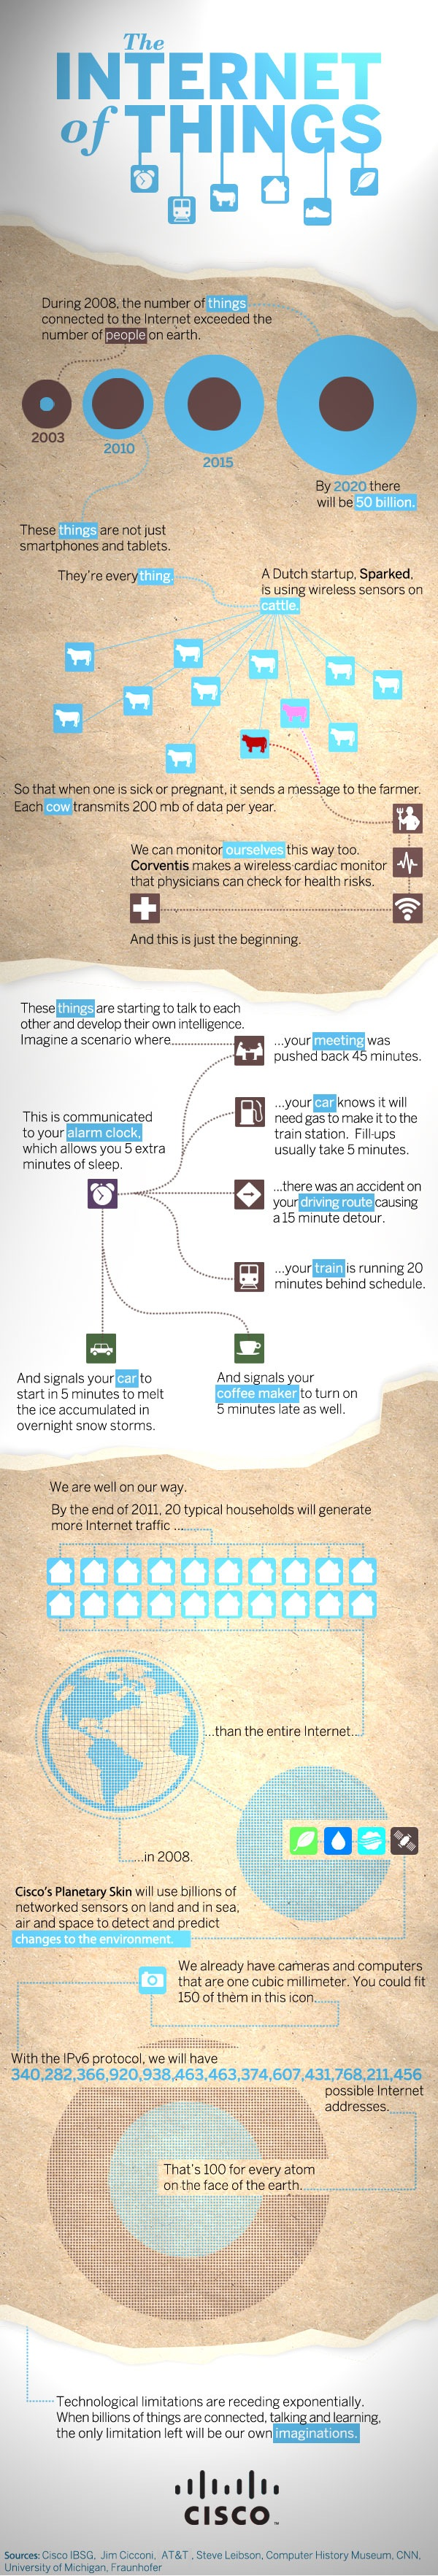 The
INTERNET
of THINGS
During 2008, the number of things
connected to the Internet exceeded the
number of people on earth.
2003
2010
2015
By 2020 there
will be 50 billion.
These things are not just
smartphones and tablets.
They're every thing.
A Dutch startup, Sparked,
is using wireless sensors on
cattle.
So that when one is sick or pregnant, it sends a message to the farmer.
Each cow transmits 200 mb of data per year.
We can monitor ourselves this way too.
Corventis makes a wireless cardiac monitor
that physicians can check for health risks.
And this is just the beginning.
These things are starting to talk to each
other and develop their own intelligence.
Imagine a scenario where...
...your meeting was
pushed back 45 minutes.
...your car knows it will
need gas to make it to the
train station. Fill-ups
usually take 5 minutes.
This is communicated
to your alarm clock,
which allows you 5 extra
minutes of sleep.
...there was an accident on
your driving route causing
a 15 minute detour.
...your train is running 20
minutes behind schedule.
And signals your car to
start in 5 minutes to melt
the ice accumulated in
overnight snow storms.
And signals your
coffee maker to turn on
5 minutes late as well.
We are well on our way.
By the end of 2011, 20 typical households will generate
more Internet traffic ...
...than the entire Internet...
...in 2008.
Cisco's Planetary Skin will use billions of
networked sensors on land and in sea,
air and space to detect and predict
changes to the environment.
We already have cameras and computers
that are one cubic millimeter. You could fit
150 of them in this icon.
With the IPv6 protocol, we will have
340,282,366,920,938,463,463,374,607,431,768,211,456
possible Internet
addresses.
That's 100 for every atom
on the face of the earth.
Technological limitations are receding exponentially.
When billions of things are connected, talking and learning,
the only limitation left will be our own imaginations.
CISCO™
Sources: Cisco IBSG, Jim Cicconi, AT&T , Steve Leibson, Computer History Museum, CNN,
University of Michigan, Fraunhofer